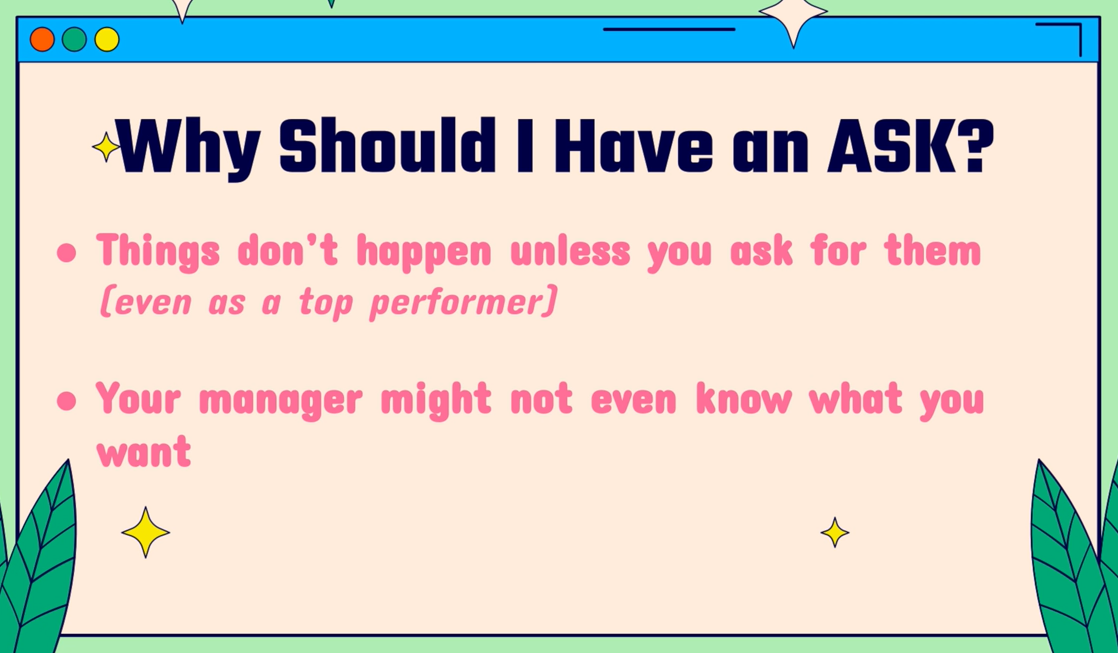 Why Should I Have an ASK?
• Things don’t happen unless you ask for them
(even as a top performer)
• Your manager might not even know what you
want